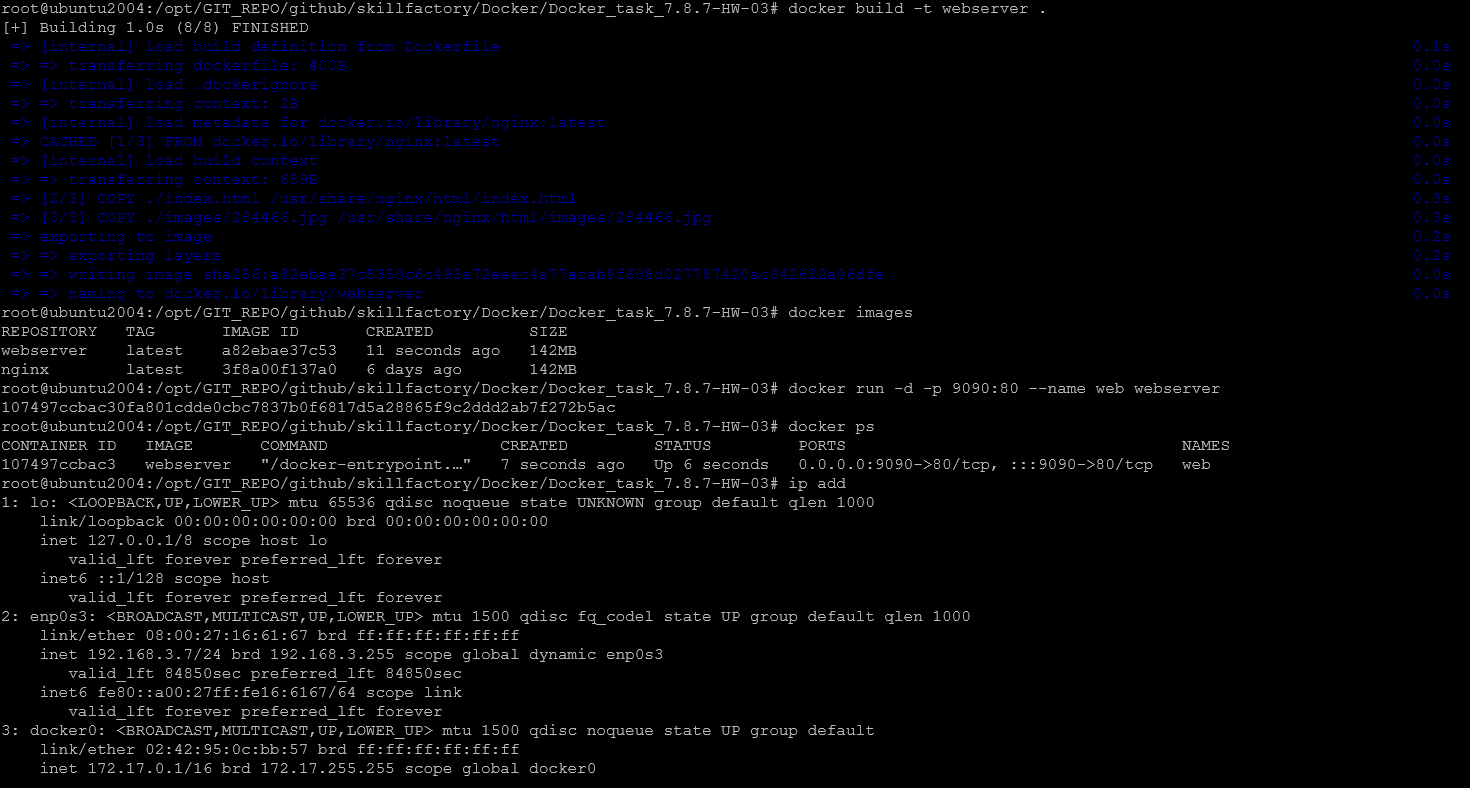 root@ubuntu2004:/opt/GIT_REPO/github/skillfactory/Docker/Docker_task_7.8.7-HW-03# docker build -t webserver .
[+] Building 1.0s (8/8) FINISHED
=> [internal] load build definition from Dockerfile 0.1s
=> => transferring dockerfile: 400B 0.0s
=> [internal] load .dockerignore 0.0s
=> => transferring context: 2B 0.0s
=> [internal] load metadata for docker.io/library/nginx:latest 0.0s
=> CACHED [1/3] FROM docker.io/library/nginx:latest 0.0s
=> [internal] load build context 0.0s
=> => transferring context: 689B 0.0s
=> [2/3] COPY ./index.html /usr/share/nginx/html/index.html 0.3s
=> [3/3] COPY ./images/284466.jpg /usr/share/nginx/html/images/284466.jpg 0.3s
=> exporting to image 0.2s
=> => exporting layers 0.2s
=> => writing image 0.0s
=> => naming to docker.io/library/webserver 0.0s
root@ubuntu2004:/opt/GIT_REPO/github/skillfactory/Docker/Docker_task_7.8.7-HW-03# docker images
REPOSITORY TAG IMAGE ID CREATED SIZE
webserver latest a82ebae37c53 11 seconds ago 142MB
nginx latest 3f8a00f137a0 6 days ago 142MB
root@ubuntu2004:/opt/GIT_REPO/github/skillfactory/Docker/Docker_task_7.8.7-HW-03# docker run -d -p 9090:80 --name web webserver
107497ccbac30fa801cdde0cbc7837b0f6817d5a28865f9c2ddd2ab7f272b5ac
root@ubuntu2004:/opt/GIT_REPO/github/skillfactory/Docker/Docker_task_7.8.7-HW-03# docker ps
CONTAINER ID IMAGE COMMAND CREATED STATUS PORTS NAMES
107497ccbac3 webserver "/docker-entrypoint.…" 7 seconds ago Up 6 seconds 0.0.0.0:9090->80/tcp, :::9090->80/tcp web
root@ubuntu2004:/opt/GIT_REPO/github/skillfactory/Docker/Docker_task_7.8.7-HW-03# ip add
1: lo: <LOOPBACK,UP,LOWER_UP> mtu 65536 qdisc noqueue state UNKNOWN group default qlen 1000
link/loopback 00:00:00:00:00:00 brd 00:00:00:00:00:00
inet 127.0.0.1/8 scope host lo
valid_lft forever preferred_lft forever
inet6 ::1/128 scope host
valid_lft forever preferred_lft forever
2: enp0s3: <BROADCAST,MULTICAST,UP,LOWER_UP> mtu 1500 qdisc fq_codel state UP group default qlen 1000
link/ether 08:00:27:16:61:67 brd ff:ff:ff:ff:ff:ff
inet 192.168.3.7/24 brd 192.168.3.255 scope global dynamic enp0s3
valid_lft 84850sec preferred_lft 84850sec
inet6 fe80::a00:27ff:fe16:6167/64 scope link
valid_lft forever preferred_lft forever
3: docker0: <BROADCAST,MULTICAST,UP,LOWER_UP> mtu 1500 qdisc noqueue state UP group default
link/ether 02:42:95:0c:bb:57 brd ff:ff:ff:ff:ff:ff
inet 172.17.0.1/16 brd 172.17.255.255 scope global docker0